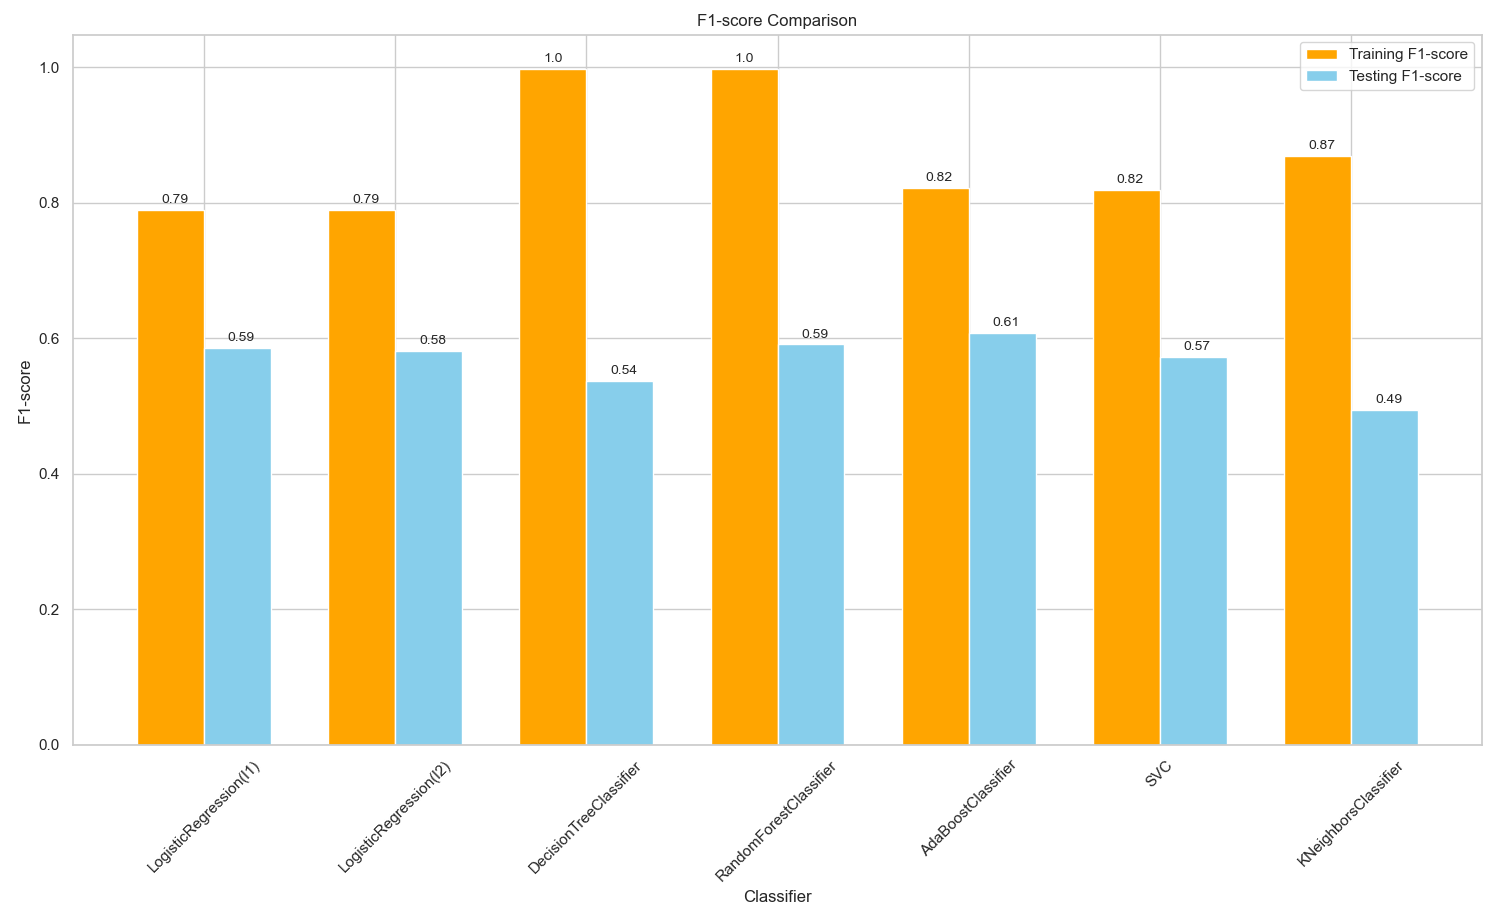 F1-score Comparison
Training F1-score
Testing F1-score
F1-score
1.0
0.8
0.6
0.4
0.2
0.0
0.79
0.59
0.79
0.58
1.0
0.54
1.0
0.59
0.82
0.61
0.82
0.57
0.87
0.49
LogisticRegression(l1)
LogisticRegression(l2)
DecisionTreeClassifier
RandomForestClassifier
AdaBoostClassifier
SVC
KNeighborsClassifier
Classifier